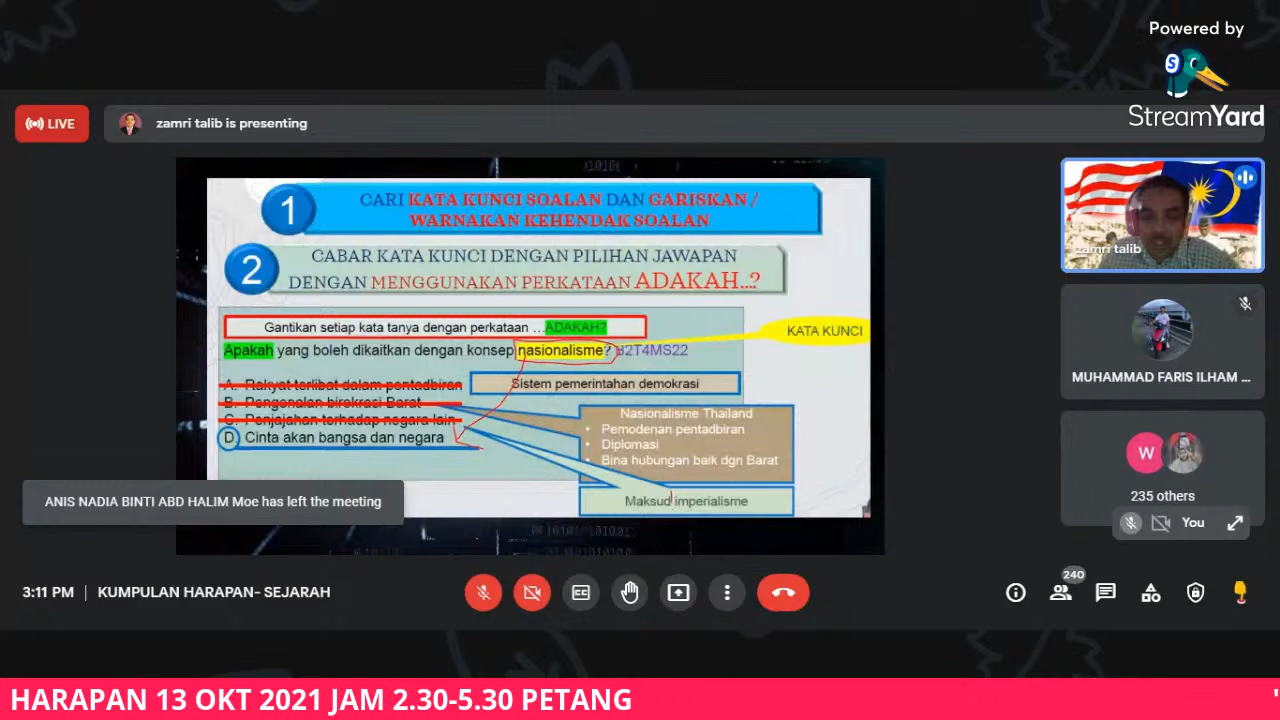 Powered by
StreamYard
LIVE
zamri talib is presenting
1
CARI KATA KUNCI SOALAN DAN GARISKAN /
WARNAKAN KEHENDAK SOALAN
2
CABAR KATA KUNCI DENGAN PILIHAN JAWAPAN
DENGAN MENGGUNAKAN PERKATAAN ADAKAH...?
Gantikan setiap kata tanya dengan perkataan ...ADAKAH?
KATA KUNCI
Apakah yang boleh dikaitkan dengan konsep nasionalisme? B2T4MS22
A. Rakyat terlibat dalam pentadbiran
Sistem pemerintahan demokrasi
B. Pengenalan birokrasi Barat
C. Penjajahan terhadap negara lain
D. Cinta akan bangsa dan negara
Nasionalisme Thailand
• Pemodenan pentadbiran
• Diplomasi
• Bina hubungan baik dgn Barat
Maksud imperialisme
zamri talib
MUHAMMAD FARIS ILHAM ...
W
235 others
You
ANIS NADIA BINTI ABD HALIM Moe has left the meeting
3:11 PM | KUMPULAN HARAPAN- SEJARAH
240
HARAPAN 13 OKT 2021 JAM 2.30-5.30 PETANG